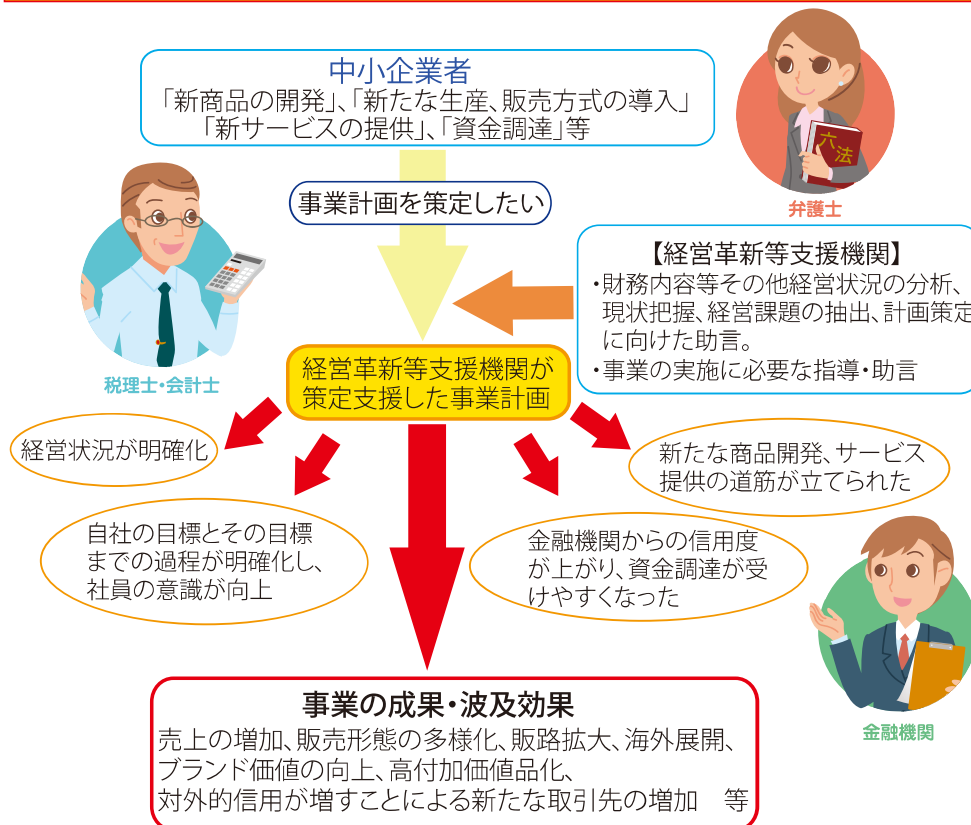 中小企業者
「新商品の開発」、「新たな生産、販売方式の導入」
「新サービスの提供」、「資金調達」等
六法
弁護士
事業計画を策定したい
税理士・会計士
【経営革新等支援機関】
・財務内容等その他経営状況の分析、
現状把握、経営課題の抽出、計画策定
に向けた助言。
・事業の実施に必要な指導・助言
経営革新等支援機関が
策定支援した事業計画
経営状況が明確化
新たな商品開発、サービス
提供の道筋が立てられた
自社の目標とその目標
までの過程が明確化し、
社員の意識が向上
金融機関からの信用度
が上がり、資金調達が受
けやすくなった
金融機関
事業の成果・波及効果
売上の増加、販売形態の多様化、販路拡大、海外展開、
ブランド価値の向上、高付加価値品化、
対外的信用が増すことによる新たな取引先の増加　等